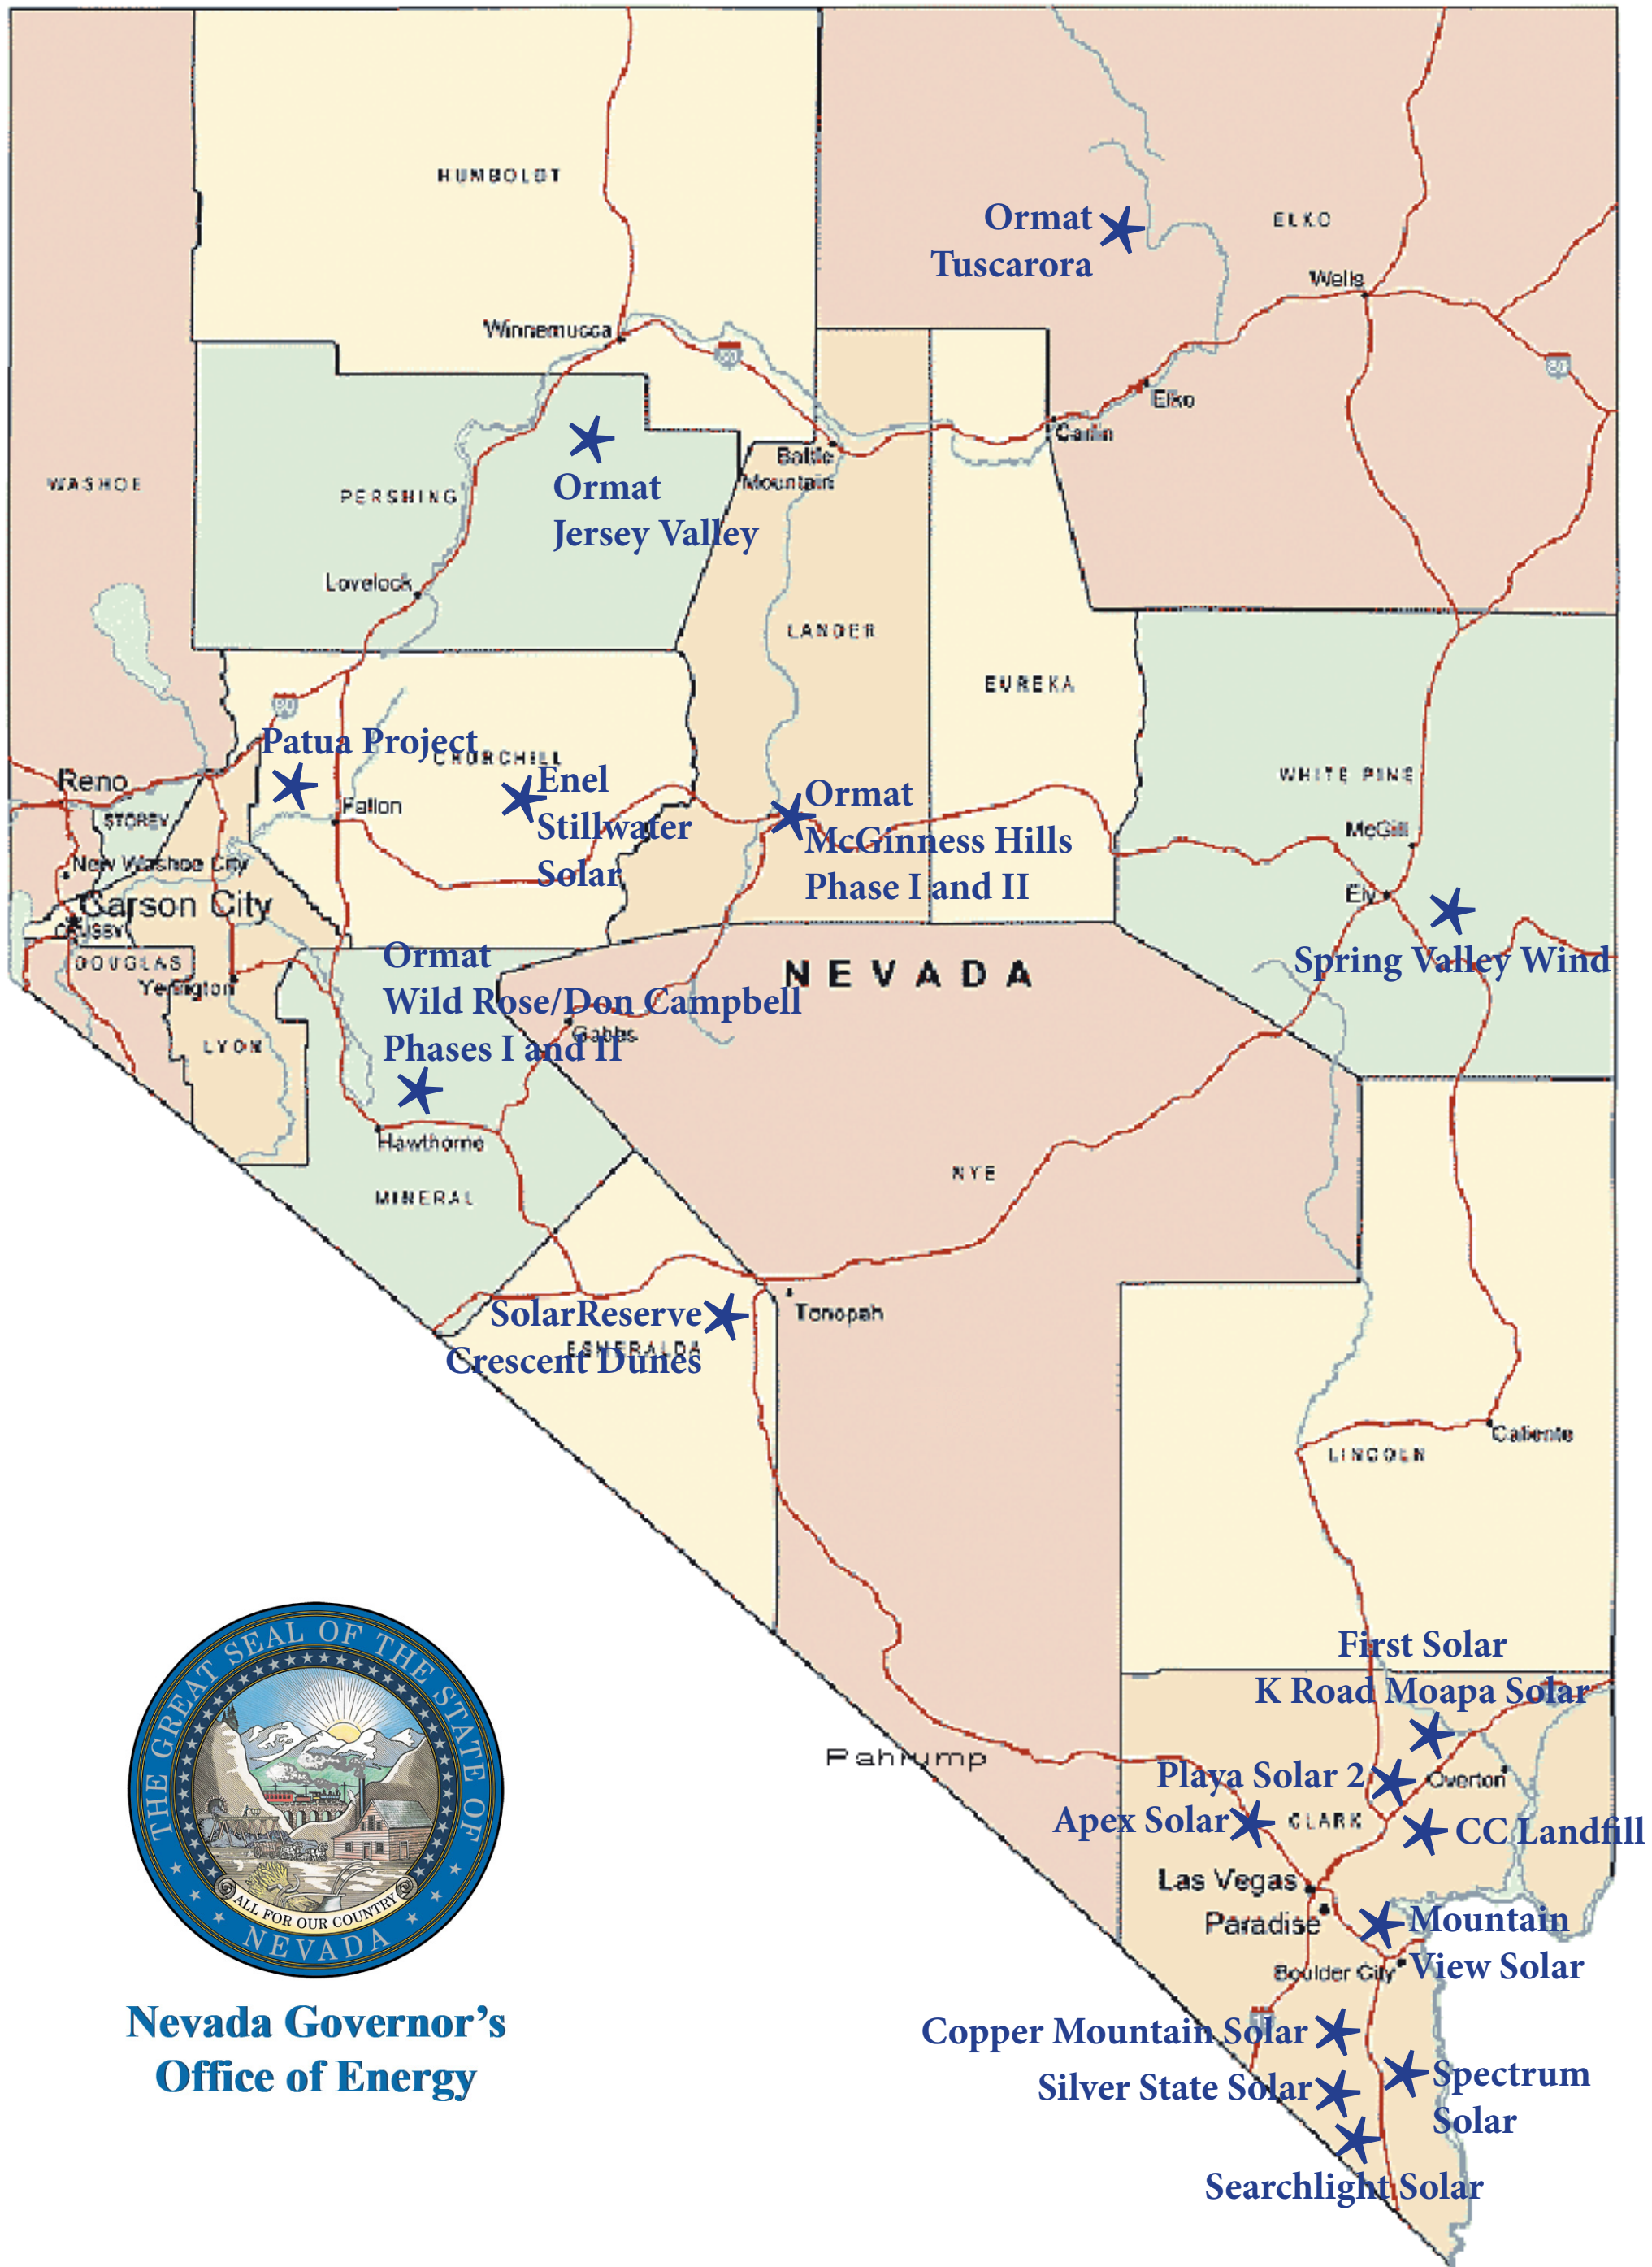 HUMBOLDT
ELKO
Ormat
Tuscarora
Wells
Winnemucca
80
80
Elko
Carlin
Battle
Mountain
WASHOE
PERSHING
Ormat
Jersey Valley
Lovelock
LANDER
EUREKA
80
Patua Project
CHURCHILL
WHITE PINE
Reno
Enel
Stillwater
Solar
Fallon
Ormat
McGinness Hills
Phase I and II
STOREY
McGill
New Washoe City
Ely
Carson City
Spring Valley Wind
DOUGLAS
Ormat
Wild Rose/Don Campbell
Phases I and II
NEVADA
Yerington
Gabbs
LYON
Hawthorne
NYE
MINERAL
SolarReserve
Crescent Dunes
Tonopah
ESMERALDA
Caliente
LINCOLN
First Solar
K Road Moapa Solar
Pahrump
Playa Solar 2
Overton
Apex Solar
CLARK
CC Landfill
Las Vegas
Paradise
Mountain
View Solar
Boulder City
15
Copper Mountain Solar
Silver State Solar
Spectrum
Solar
Searchlight Solar
THE GREAT SEAL OF THE STATE OF
NEVADA
ALL FOR OUR COUNTRY
Nevada Governor's
Office of Energy